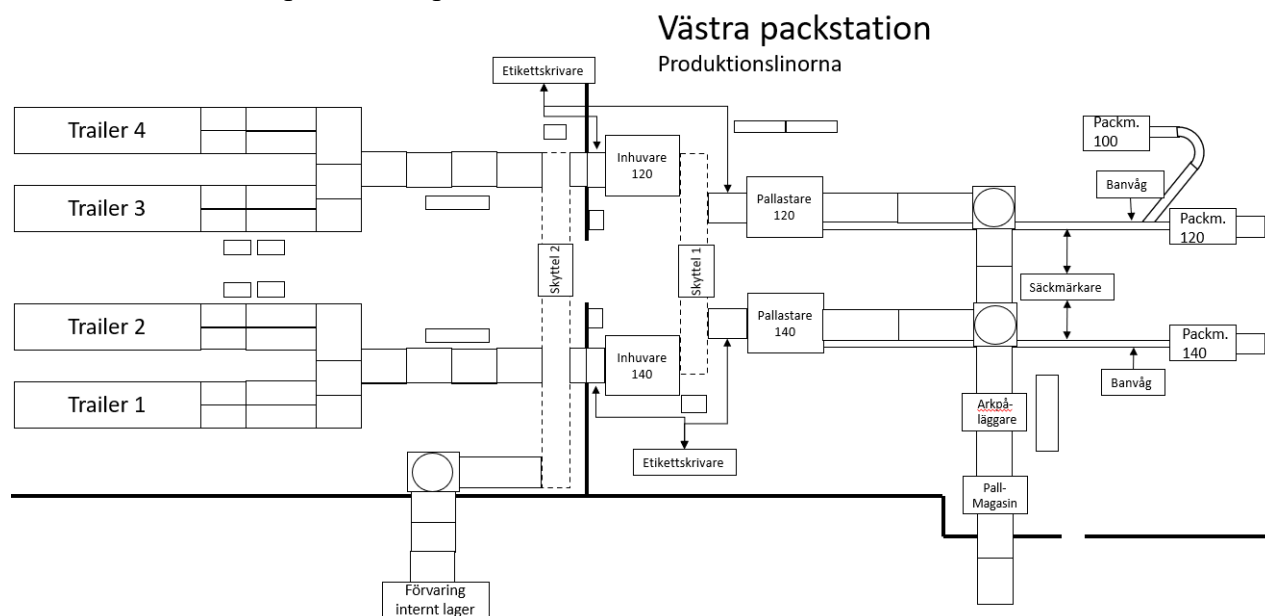 Västra packstation
Produktionslinorna
Etikettskrivare
Trailer 4
Packm.
100
Inhuvare
120
Trailer 3
Pallastare
120
Banvåg
Packm.
120
Skyttel 2
Skyttel 1
Säckmärkare
Trailer 2
Pallastare
140
Packm.
140
Inhuvare
140
Banvåg
Trailer 1
Arkpå-
läggare
Etikettskrivare
Pall-
Magasin
Förvaring
internt lager